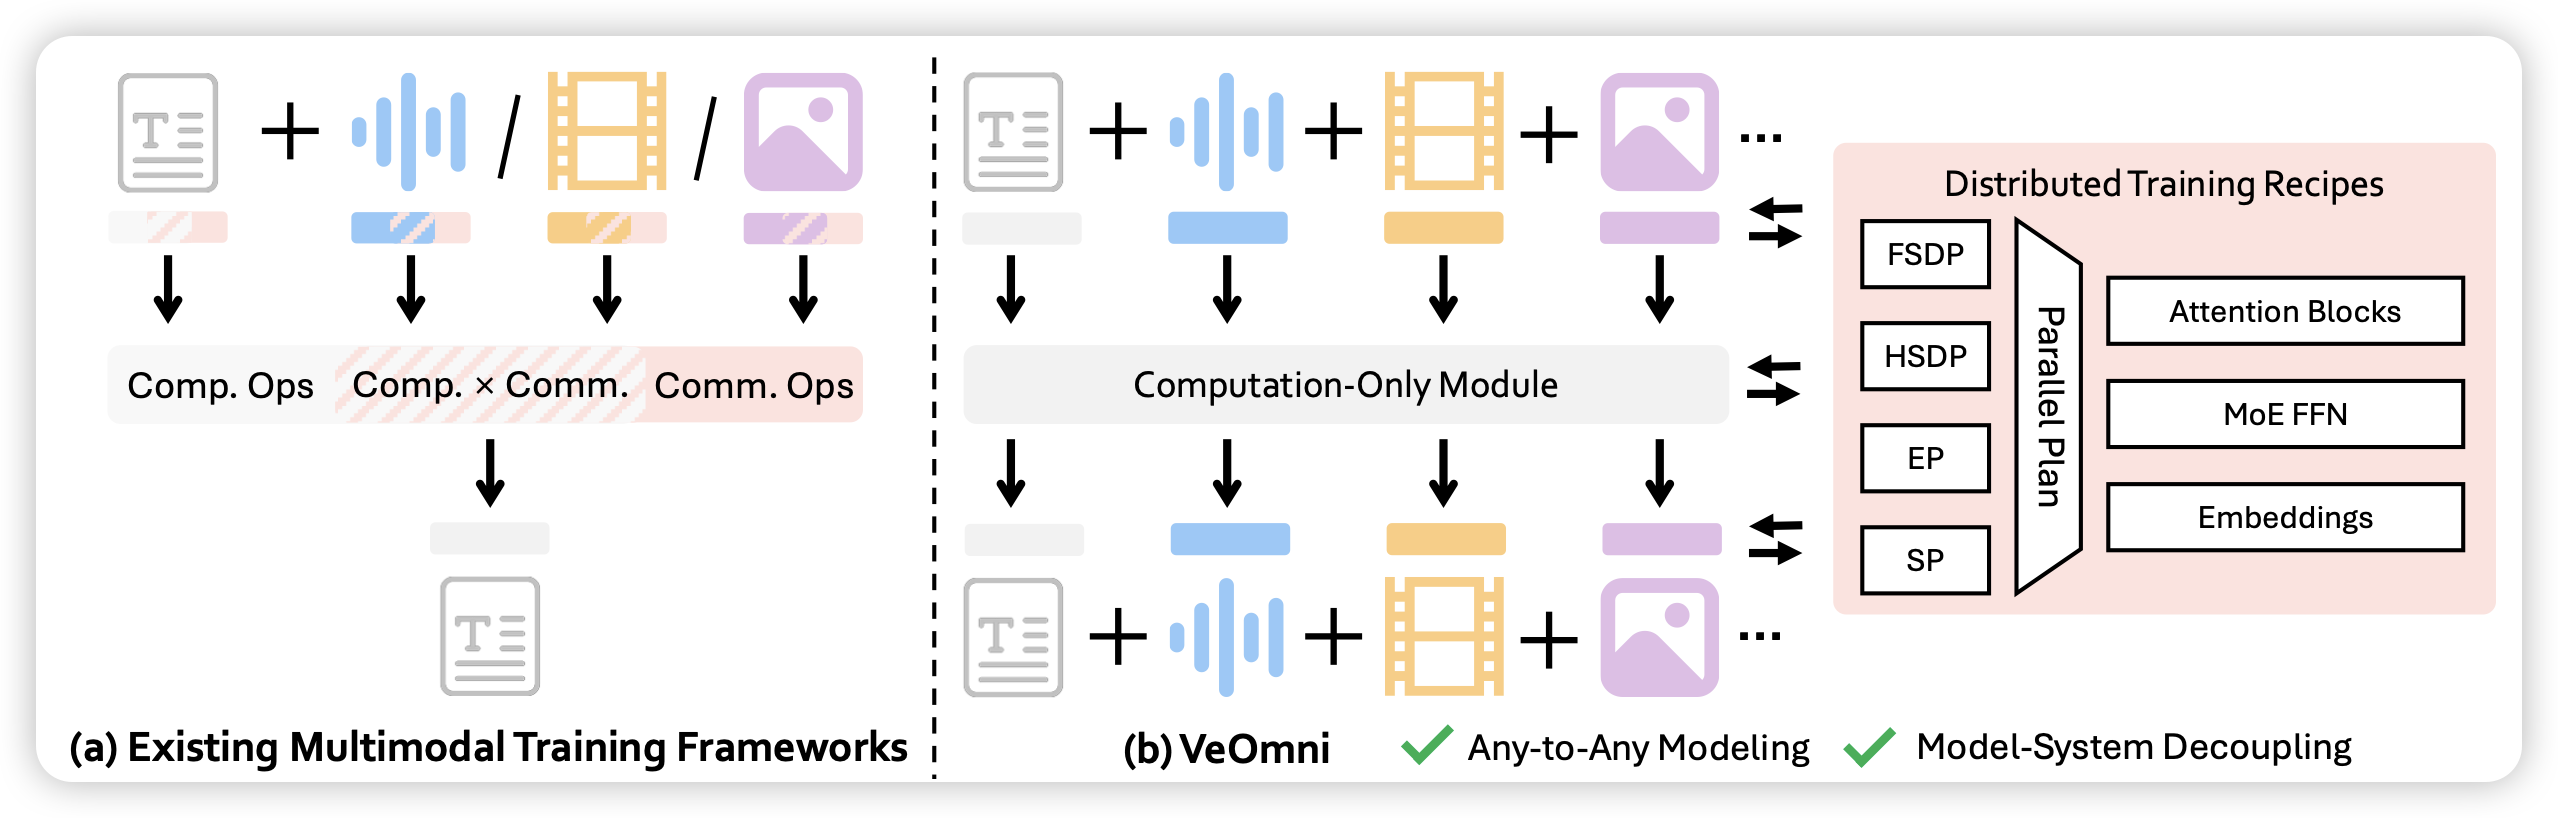 T
T
Distributed Training Recipes
FSDP
HSDP
EP
SP
Parallel Plan
Attention Blocks
MoE FFN
Embeddings
Comp. Ops
Comp. × Comm.
Comm. Ops
Computation-Only Module
T
T
(a) Existing Multimodal Training Frameworks
(b) VeOmni
Any-to-Any Modeling
Model-System Decoupling